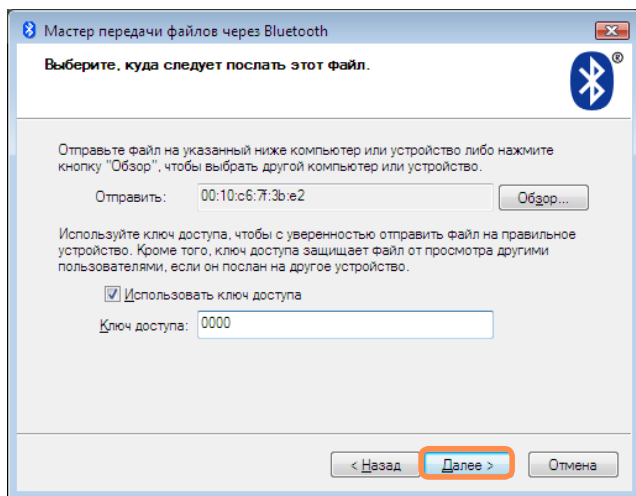 Мастер передачи файлов через Bluetooth
Выберите, куда следует послать этот файл.
®
Отправьте файл на указанный ниже компьютер или устройство либо нажмите
кнопку "Обзор", чтобы выбрать другой компьютер или устройство.
Отправить: 00:10:c6:7f:3b:e2 Обзор...
Используйте ключ доступа, чтобы с уверенностью отправить файл на правильное
устройство. Кроме того, ключ доступа защищает файл от просмотра другими
пользователями, если он послан на другое устройство.
Использовать ключ доступа
Ключ доступа: 0000
< Назад Далее > Отмена